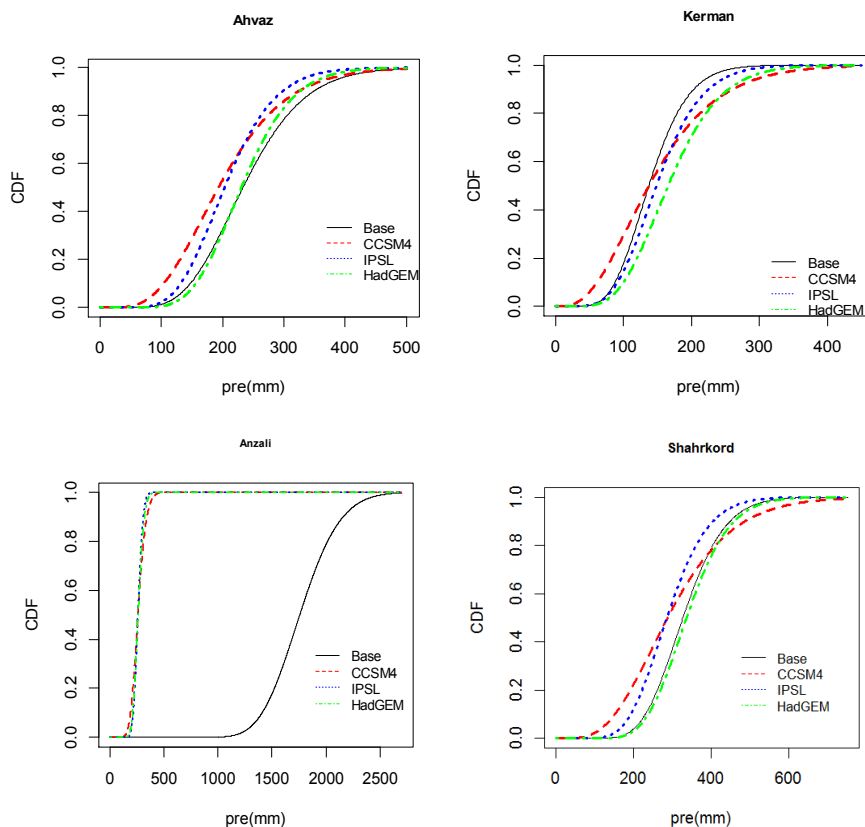 Ahvaz
CDF
0.0 0.2 0.4 0.6 0.8 1.0
Base
CCSM4
IPSL
HadGEM
0 100 200 300 400 500
pre(mm)
Kerman
CDF
0.0 0.2 0.4 0.6 0.8 1.0
Base
CCSM4
IPSL
HadGEM
0 100 200 300 400
pre(mm)
Anzali
CDF
0.0 0.2 0.4 0.6 0.8 1.0
Base
CCSM4
IPSL
HadGEM
0 500 1000 1500 2000 2500
pre(mm)
Shahrkord
CDF
0.0 0.2 0.4 0.6 0.8 1.0
Base
CCSM4
IPSL
HadGEM
0 200 400 600
pre(mm)